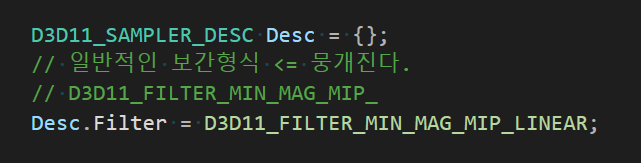 D3D11_SAMPLER_DESC Desc = {};
// 일반적인 보간형식 <= 뭉개진다.
// D3D11_FILTER_MIN_MAG_MIP_
Desc.Filter = D3D11_FILTER_MIN_MAG_MIP_LINEAR;